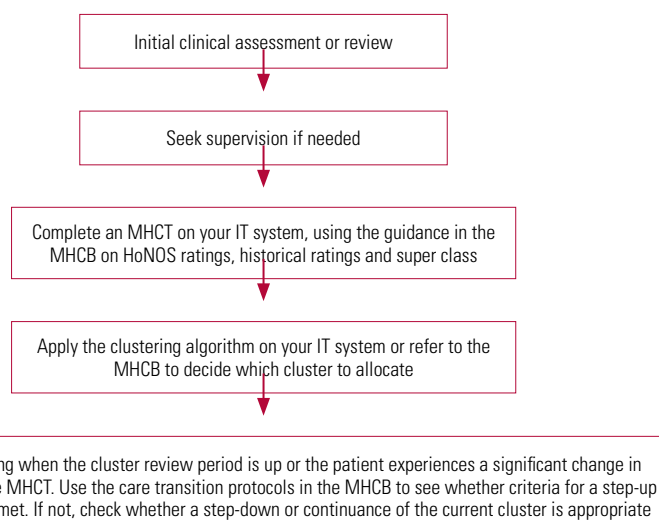 Initial clinical assessment or review
Seek supervision if needed
Complete an MHCT on your IT system, using the guidance in the
MHCB on HoNOS ratings, historical ratings and super class
Apply the clustering algorithm on your IT system or refer to the
MHCB to decide which cluster to allocate
when the cluster review period is up or the patient experiences a significant change in
MHCT. Use the care transition protocols in the MHCB to see whether criteria for a step-up
met. If not, check whether a step-down or continuance of the current cluster is appropriate